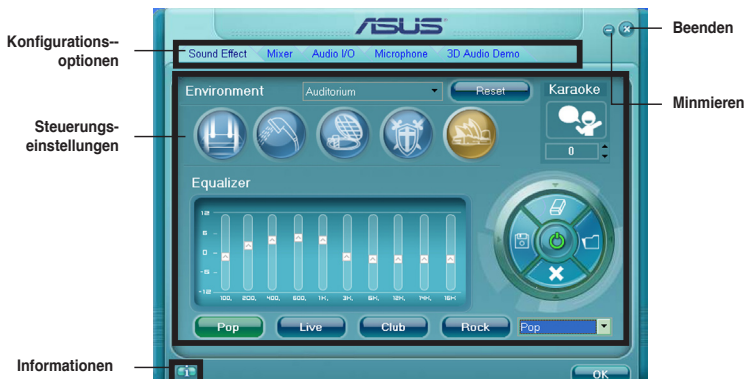 ASUS
Beenden
Konfigurations--
optionen
Sound Effect Mixer Audio I/O Microphone 3D Audio Demo
Minmieren
Environment Auditorium Reset Karaoke
0
Steuerungs-
einstellungen
Equalizer
12
6
0
-6
-12
100, 200, 400, 600, 1K, 3K, 6K, 12K, 14K, 16K
Pop Live Club Rock Pop
Informationen
i
OK